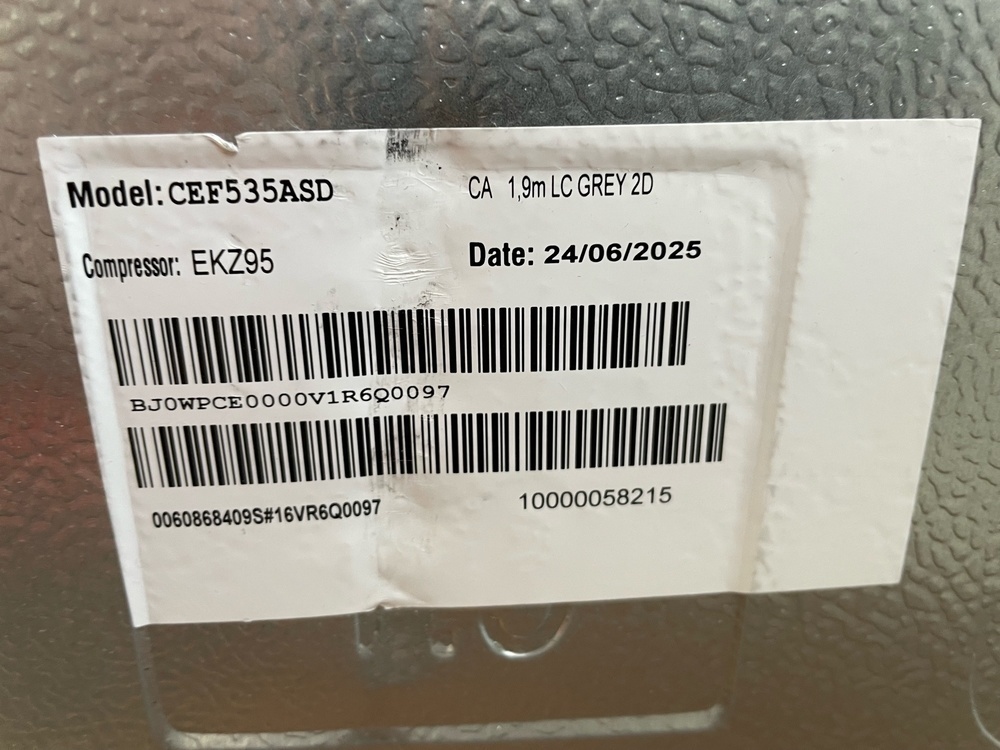 Model: CEF535ASD CA 1,9m LC GREY 2D
Compressor: EKZ95 Date: 24/06/2025
BJ0WPCE0000V1R6Q0097
0060868409S#16VR6Q0097 10000058215